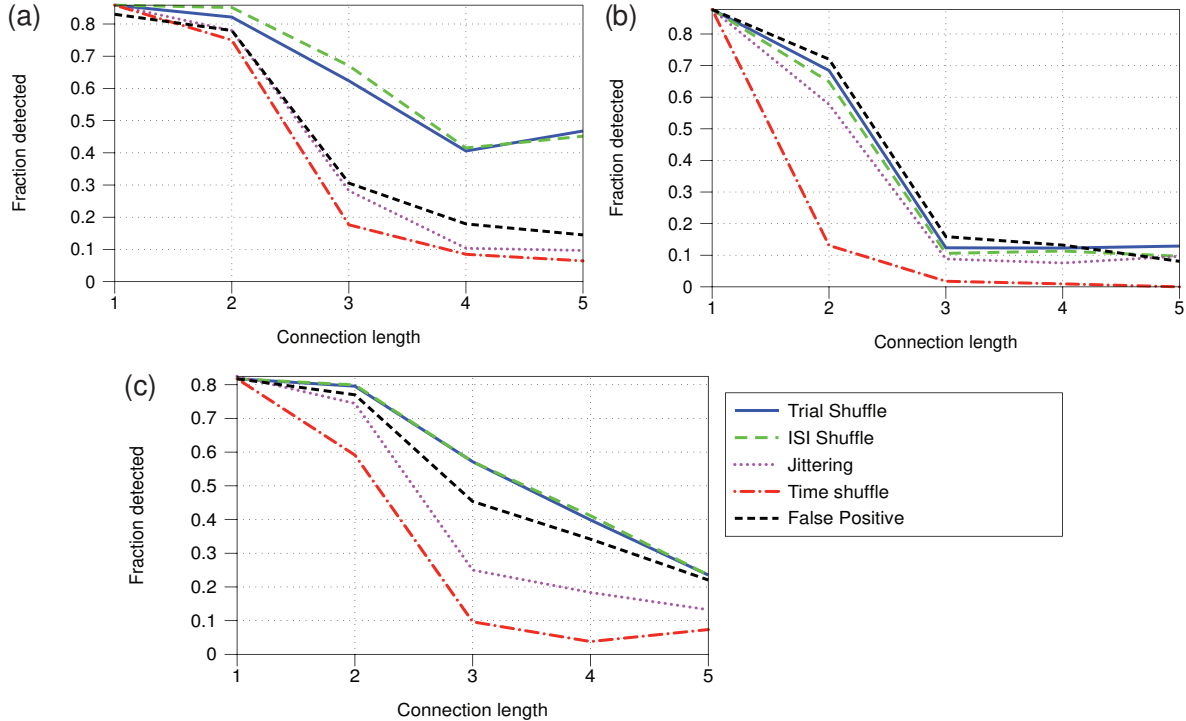 (a)
0.8
0.7
0.6
0.5
0.4
0.3
0.2
0.1
0
Fraction detected
1 2 3 4 5
Connection length
(b)
0.8
0.7
0.6
0.5
0.4
0.3
0.2
0.1
0
Fraction detected
1 2 3 4 5
Connection length
(c)
0.8
0.7
0.6
0.5
0.4
0.3
0.2
0.1
0
Fraction detected
1 2 3 4 5
Connection length
Trial Shuffle
ISI Shuffle
Jittering
Time shuffle
False Positive